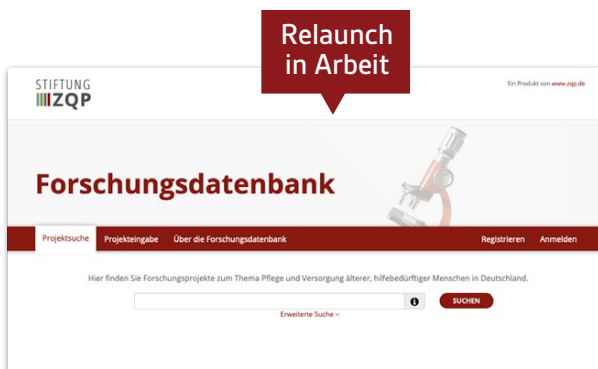 Relaunch
in Arbeit
STIFTUNG
ZQP
Ein Produkt von www.zqp.de
Forschungsdatenbank
Projektsuche Projekteingabe Über die Forschungsdatenbank Registrieren Anmelden
Hier finden Sie Forschungsprojekte zum Thema Pflege und Versorgung älterer, hilfebedürftiger Menschen in Deutschland.
SUCHEN
Erweiterte Suche